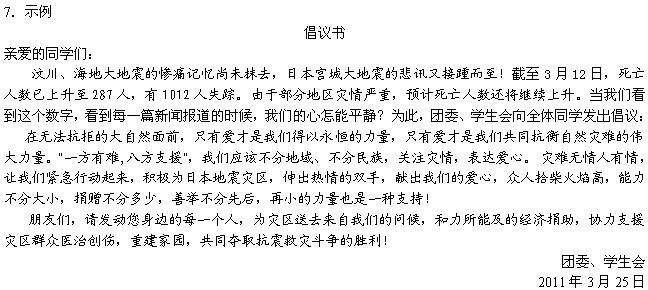 7．示例
倡议书
亲爱的同学们：
汶川、海地大地震的惨痛记忆尚未抹去，日本宫城大地震的悲讯又接踵而至！截至3月12日，死亡
人数已上升至287人，有1012人失踪。由于部分地区灾情严重，预计死亡人数还将继续上升。当我们看
到这个数字，看到每一篇新闻报道的时候，我们的心怎能平静？为此，团委、学生会向全体同学发出倡议：
在无法抗拒的大自然面前，只有爱才是我们得以永恒的力量，只有爱才是我们共同抗衡自然灾难的伟
大力量。"一方有难,八方支援"，我们应该不分地域、不分民族，关注灾情，表达爱心。灾难无情人有情，
让我们紧急行动起来，积极为日本地震灾区，伸出热情的双手，献出我们的爱心，众人拾柴火焰高，能力
不分大小，捐赠不分多少，善举不分先后，再小的力量也是一种支持！
朋友们，请发动您身边的每一个人，为灾区送去来自我们的问候，和力所能及的经济捐助，协力支援
灾区群众医治创伤，重建家园，共同夺取抗震救灾斗争的胜利！
团委、学生会
2011年3月25日